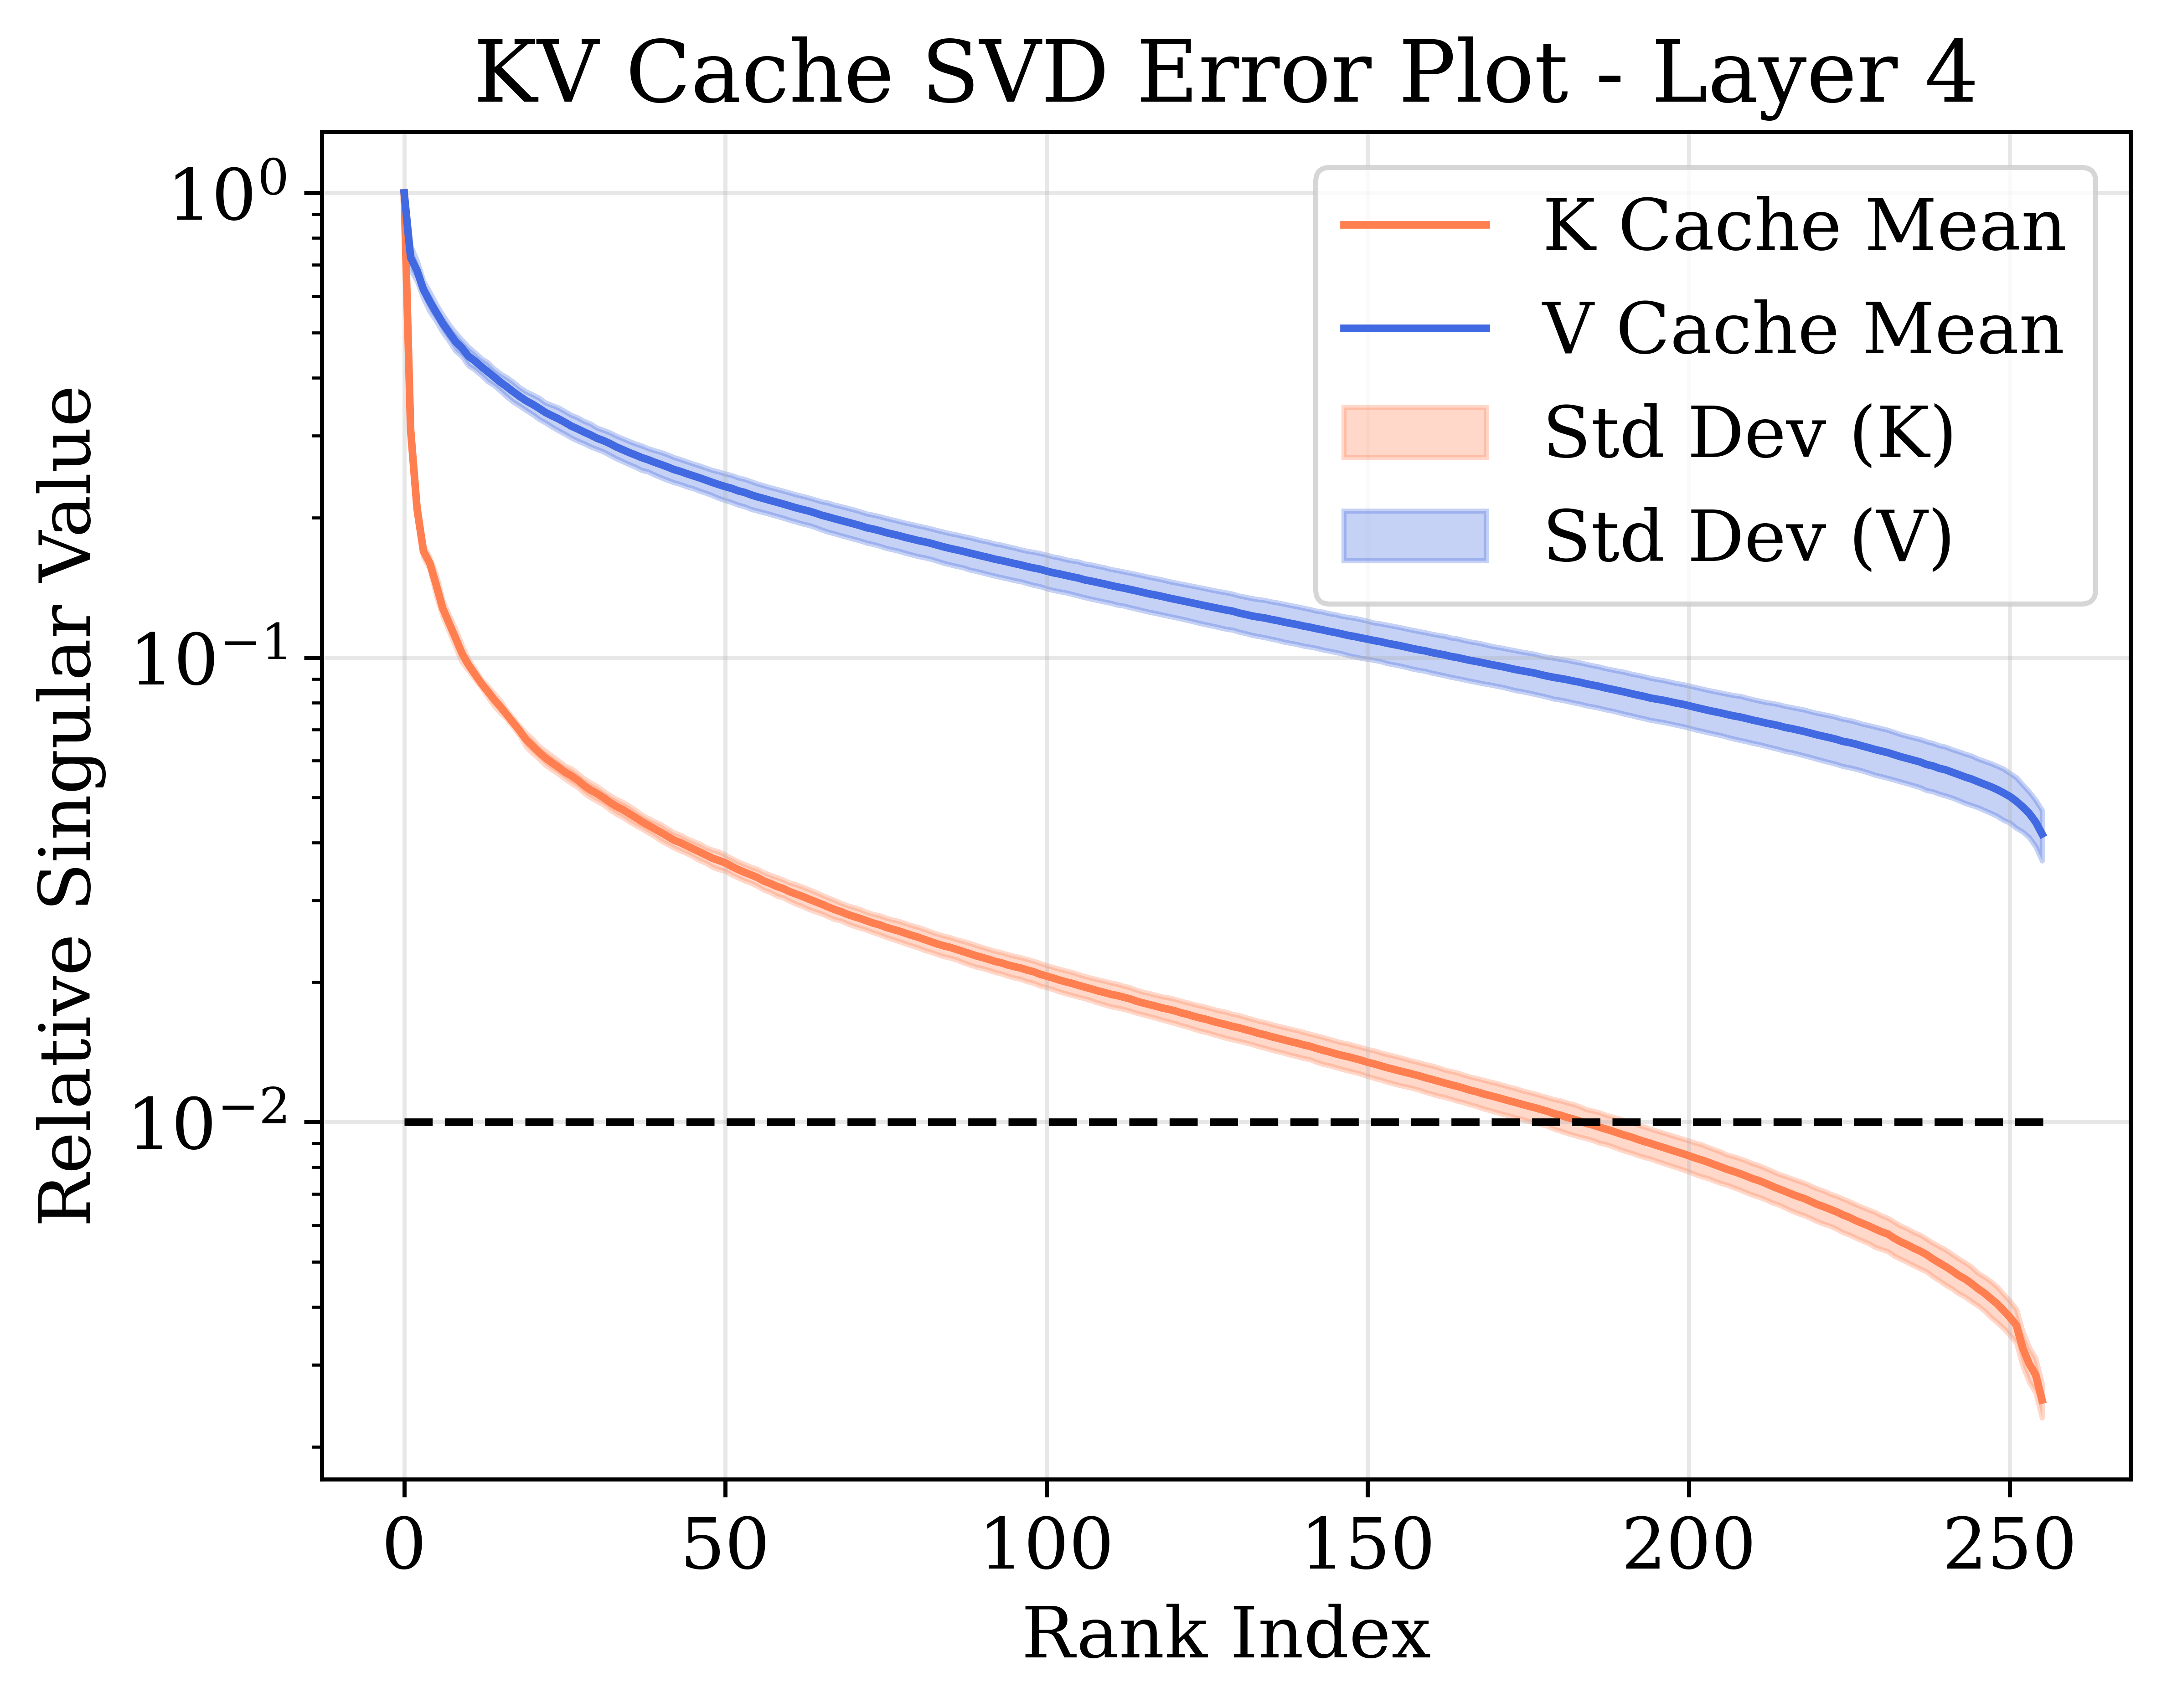 KV Cache SVD Error Plot - Layer 4
Relative Singular Value
10⁰
10⁻¹
10⁻²
K Cache Mean
V Cache Mean
Std Dev (K)
Std Dev (V)
0 50 100 150 200 250
Rank Index